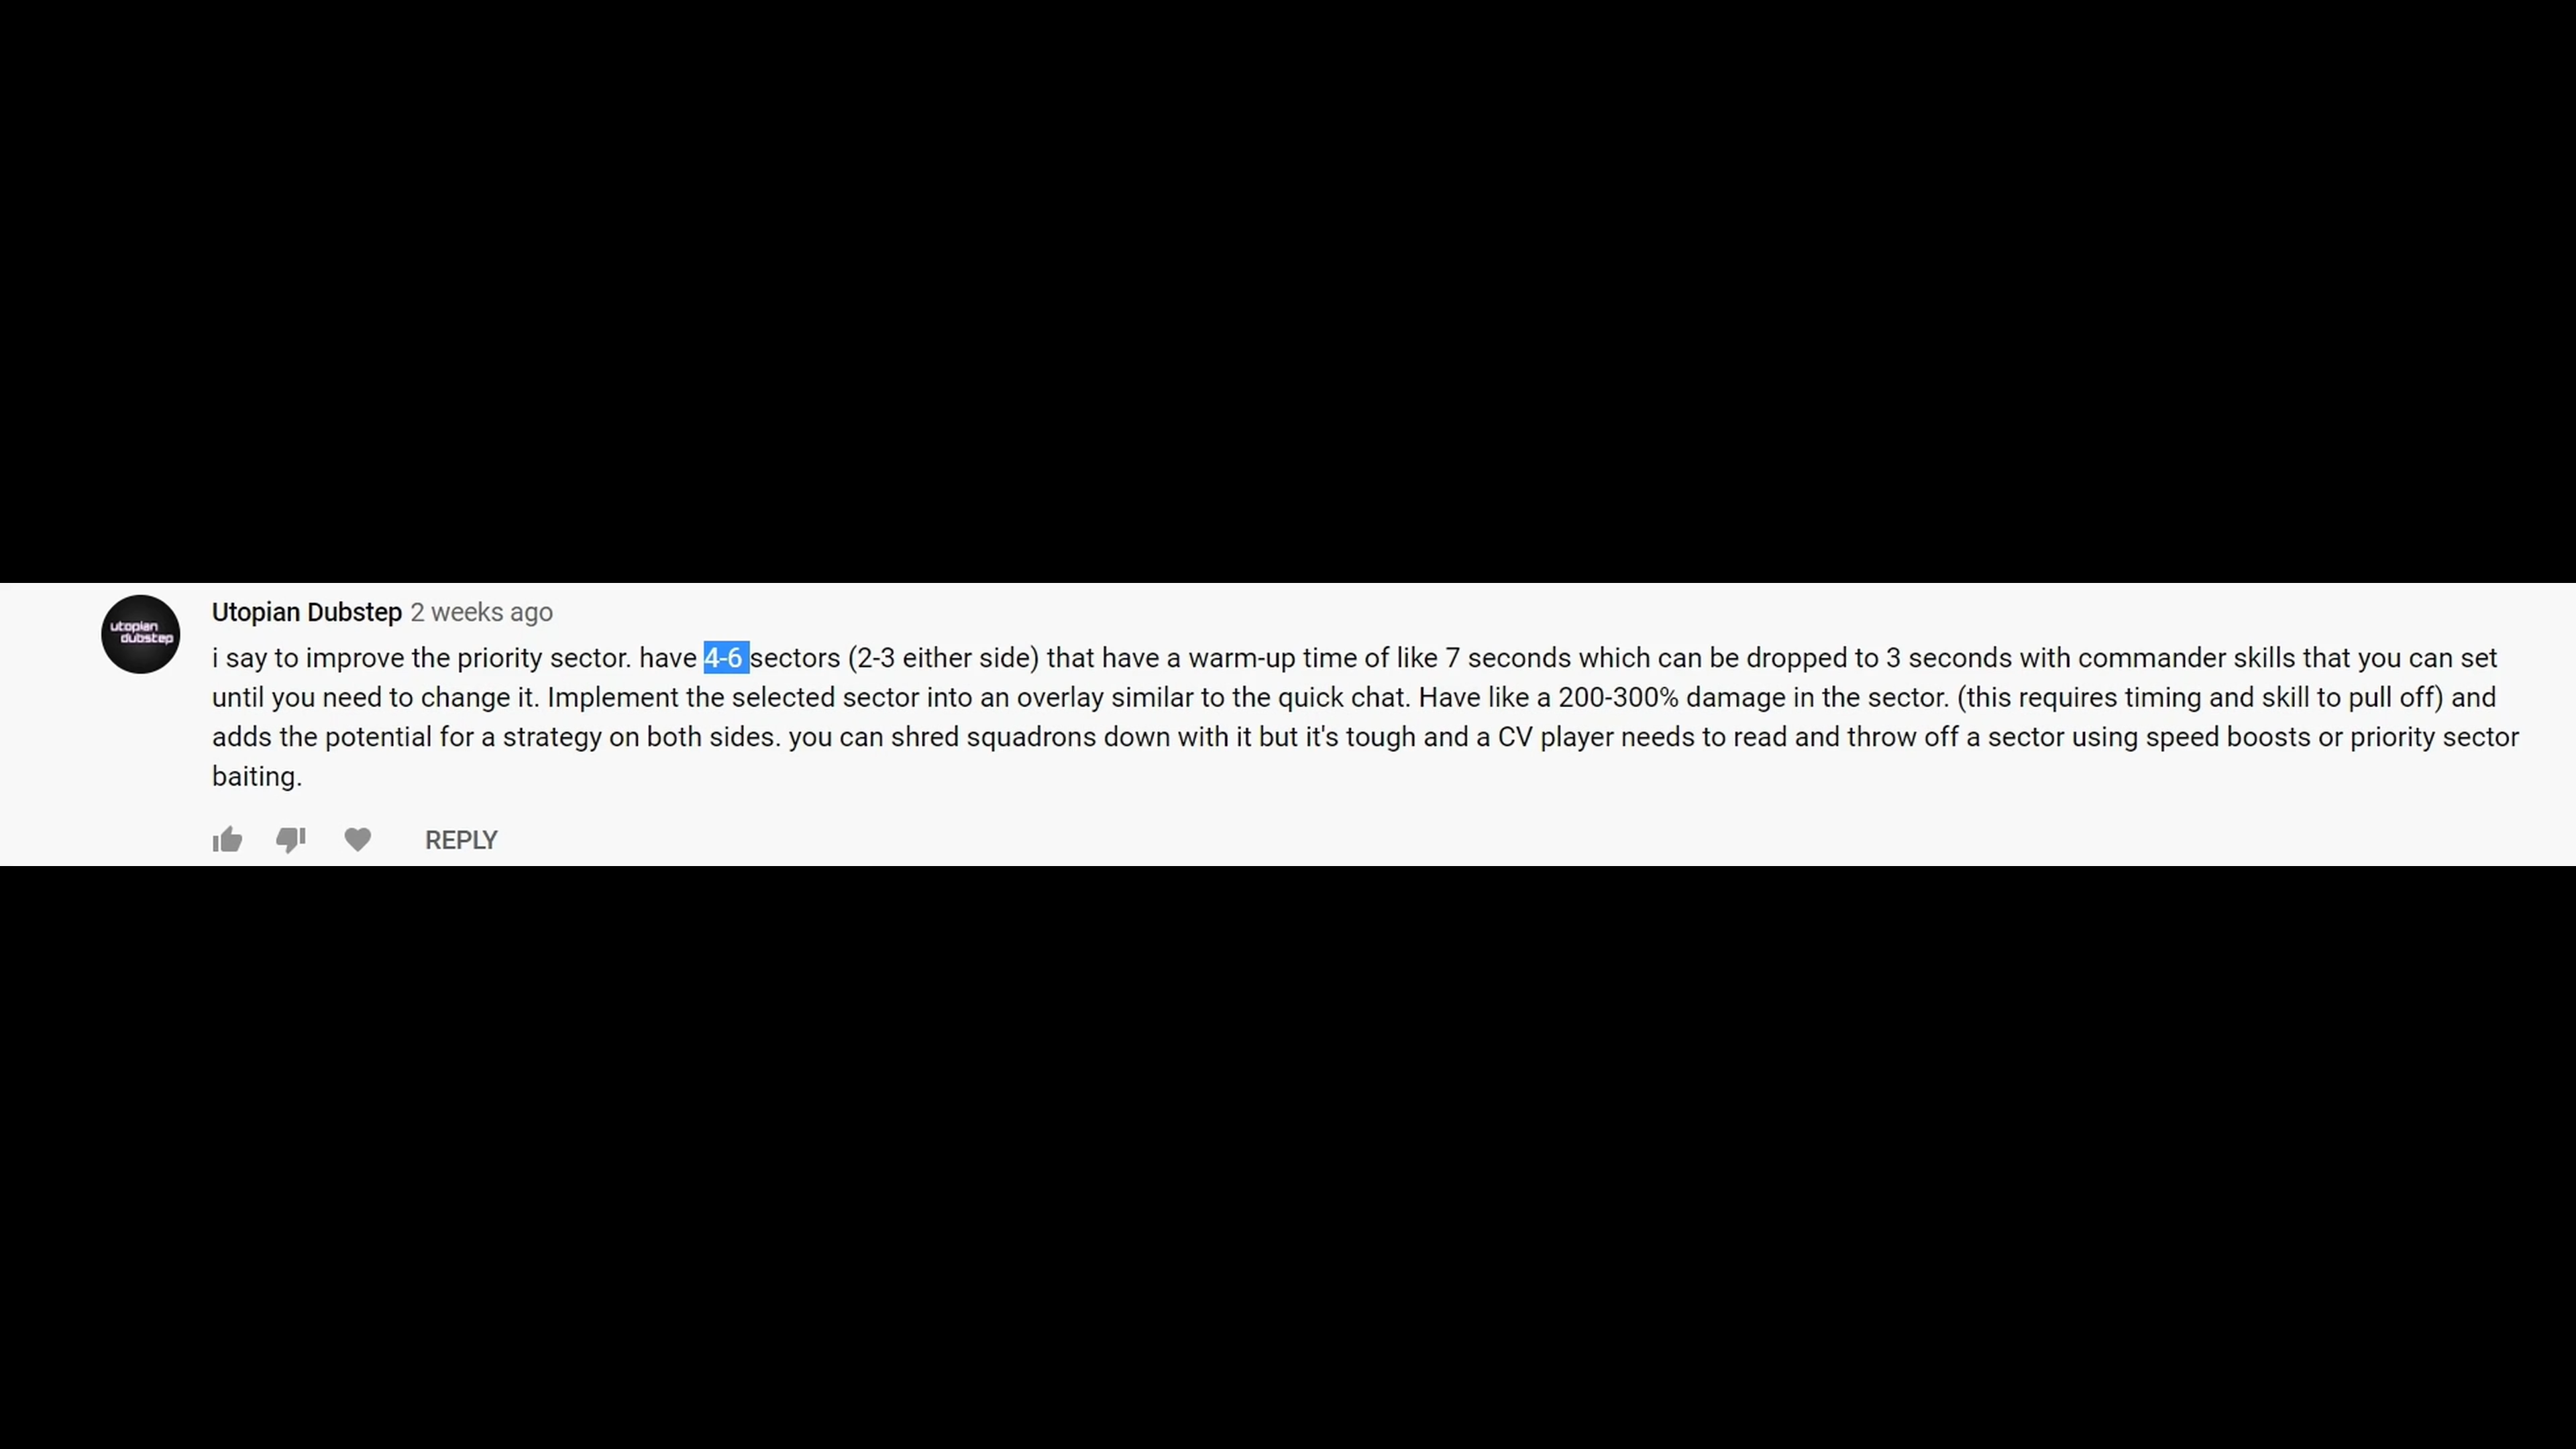 utopian
dubstep
Utopian Dubstep 2 weeks ago
i say to improve the priority sector. have 4-6 sectors (2-3 either side) that have a warm-up time of like 7 seconds which can be dropped to 3 seconds with commander skills that you can set
until you need to change it. Implement the selected sector into an overlay similar to the quick chat. Have like a 200-300% damage in the sector. (this requires timing and skill to pull off) and
adds the potential for a strategy on both sides. you can shred squadrons down with it but it's tough and a CV player needs to read and throw off a sector using speed boosts or priority sector
baiting.
REPLY